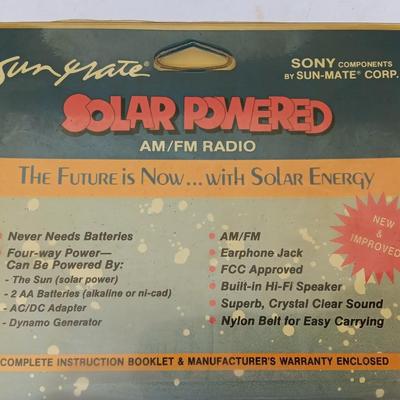 Sun Mate®
SONY COMPONENTS
BY SUN-MATE® CORP.
SOLAR POWERED
AM/FM RADIO
THE FUTURE IS NOW...WITH SOLAR ENERGY
NEW
&
IMPROVED
• Never Needs Batteries
• Four-way Power—
Can Be Powered By:
- The Sun (solar power)
- 2 AA Batteries (alkaline or ni-cad)
- AC/DC Adapter
- Dynamo Generator
• AM/FM
• Earphone Jack
• FCC Approved
• Built-in Hi-Fi Speaker
• Superb, Crystal Clear Sound
• Nylon Belt for Easy Carrying
COMPLETE INSTRUCTION BOOKLET & MANUFACTURER'S WARRANTY ENCLOSED